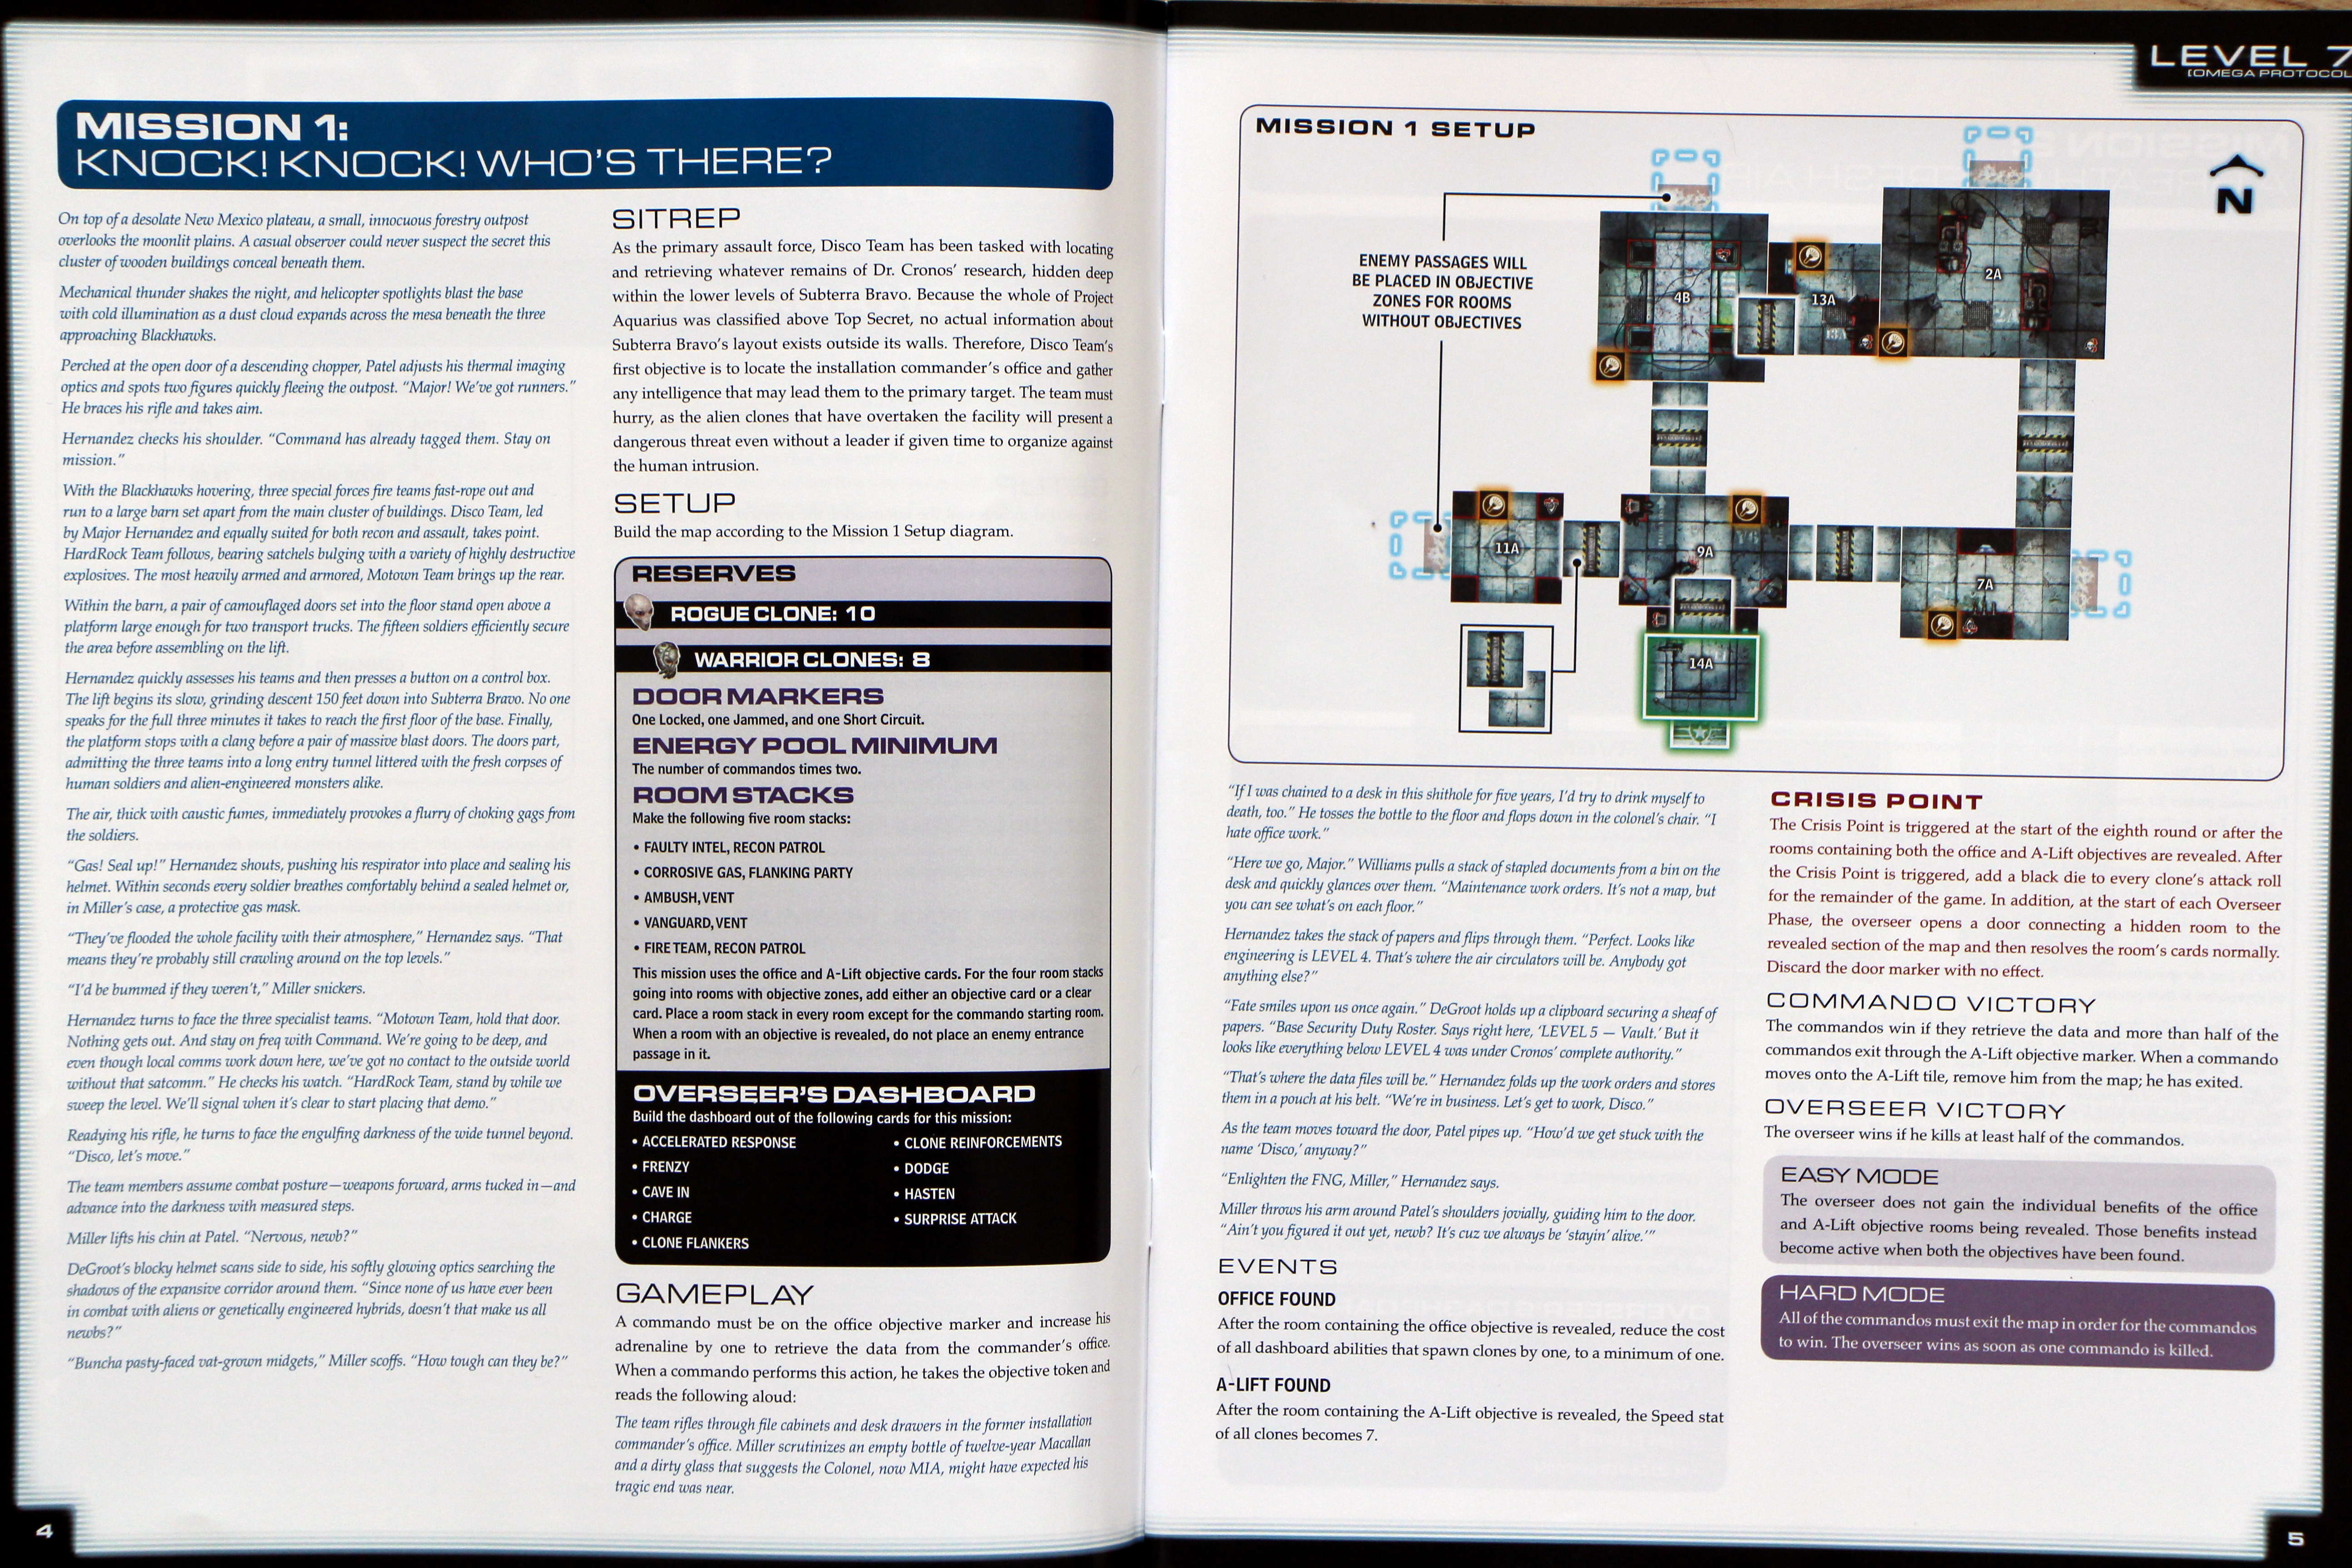 MISSION 1:
KNOCK! KNOCK! WHO'S THERE?
On top of a desolate New Mexico plateau, a small, innocuous forestry outpost
overlooks the moonlit plains. A casual observer could never suspect the secret this
cluster of wooden buildings conceal beneath them.
Mechanical thunder shakes the night, and helicopter spotlights blast the base
with cold illumination as a dust cloud expands across the mesa beneath the three
approaching Blackhawks.
Perched at the open door of a descending chopper, Patel adjusts his thermal imaging
optics and spots two figures quickly fleeing the outpost. "Major! We've got runners."
He braces his rifle and takes aim.
Hernandez checks his shoulder. "Command has already tagged them. Stay on
mission."
With the Blackhawks hovering, three special forces fire teams fast-rope out and
run to a large barn set apart from the main cluster of buildings. Disco Team, led
by Major Hernandez and equally suited for both recon and assault, takes point.
HardRock Team follows, bearing satchels bulging with a variety of highly destructive
explosives. The most heavily armed and armored, Motown Team brings up the rear.
Within the barn, a pair of camouflaged doors set into the floor stand open above a
platform large enough for two transport trucks. The fifteen soldiers efficiently secure
the area before assembling on the lift.
Hernandez quickly assesses his teams and then presses a button on a control box.
The lift begins its slow, grinding descent 150 feet down into Subterra Bravo. No one
speaks for the full three minutes it takes to reach the first floor of the base. Finally,
the platform stops with a clang before a pair of massive blast doors. The doors part,
admitting the three teams into a long entry tunnel littered with the fresh corpses of
human soldiers and alien-engineered monsters alike.
The air, thick with caustic fumes, immediately provokes a flurry of choking gags from
the soldiers.
"Gas! Seal up!" Hernandez shouts, pushing his respirator into place and sealing his
helmet. Within seconds every soldier breathes comfortably behind a sealed helmet or,
in Miller's case, a protective gas mask.
"They've flooded the whole facility with their atmosphere," Hernandez says. "That
means they're probably still crawling around on the top levels."
"I'd be bummed if they weren't," Miller snickers.
Hernandez turns to face the three specialist teams. "Motown Team, hold that door.
Nothing gets out. And stay on freq with Command. We're going to be deep, and
even though local comms work down here, we've got no contact to the outside world
without that satcomm." He checks his watch. "HardRock Team, stand by while we
sweep the level. We'll signal when it's clear to start placing that demo."
Readying his rifle, he turns to face the engulfing darkness of the wide tunnel beyond.
"Disco, let's move."
The team members assume combat posture—weapons forward, arms tucked in—and
advance into the darkness with measured steps.
Miller lifts his chin at Patel. "Nervous, newb?"
DeGroot's blocky helmet scans side to side, his softly glowing optics searching the
shadows of the expansive corridor around them. "Since none of us have ever been
in combat with aliens or genetically engineered hybrids, doesn't that make us all
newbs?"
"Buncha pasty-faced vat-grown midgets," Miller scoffs. "How tough can they be?"
4
SITREP
As the primary assault force, Disco Team has been tasked with locating
and retrieving whatever remains of Dr. Cronos' research, hidden deep
within the lower levels of Subterra Bravo. Because the whole of Project
Aquarius was classified above Top Secret, no actual information about
Subterra Bravo's layout exists outside its walls. Therefore, Disco Team's
first objective is to locate the installation commander's office and gather
any intelligence that may lead them to the primary target. The team must
hurry, as the alien clones that have overtaken the facility will present a
dangerous threat even without a leader if given time to organize against
the human intrusion.
SETUP
Build the map according to the Mission 1 Setup diagram.
RESERVES
ROGUE CLONE: 10
WARRIOR CLONES: 8
DOOR MARKERS
One Locked, one Jammed, and one Short Circuit.
ENERGY POOL MINIMUM
The number of commandos times two.
ROOM STACKS
Make the following five room stacks:
• FAULTY INTEL, RECON PATROL
• CORROSIVE GAS, FLANKING PARTY
• AMBUSH, VENT
• VANGUARD, VENT
• FIRE TEAM, RECON PATROL
This mission uses the office and A-Lift objective cards. For the four room stacks
going into rooms with objective zones, add either an objective card or a clear
card. Place a room stack in every room except for the commando starting room.
When a room with an objective is revealed, do not place an enemy entrance
passage in it.
OVERSEER'S DASHBOARD
Build the dashboard out of the following cards for this mission:
• ACCELERATED RESPONSE
• FRENZY
• CAVE IN
• CHARGE
• CLONE FLANKERS
• CLONE REINFORCEMENTS
• DODGE
• HASTEN
• SURPRISE ATTACK
GAMEPLAY
A commando must be on the office objective marker and increase his
adrenaline by one to retrieve the data from the commander's office.
When a commando performs this action, he takes the objective token and
reads the following aloud:
The team rifles through file cabinets and desk drawers in the former installation
commander's office. Miller scrutinizes an empty bottle of twelve-year Macallan
and a dirty glass that suggests the Colonel, now MIA, might have expected his
tragic end was near.
LEVEL 7
[OMEGA PROTOCOL
MISSION 1 SETUP
N
ENEMY PASSAGES WILL
BE PLACED IN OBJECTIVE
ZONES FOR ROOMS
WITHOUT OBJECTIVES
4B
13A
2A
11A
9A
7A
14A
"If I was chained to a desk in this shithole for five years, I'd try to drink myself to
death, too." He tosses the bottle to the floor and flops down in the colonel's chair. "I
hate office work."
"Here we go, Major." Williams pulls a stack of stapled documents from a bin on the
desk and quickly glances over them. "Maintenance work orders. It's not a map, but
you can see what's on each floor."
Hernandez takes the stack of papers and flips through them. "Perfect. Looks like
engineering is LEVEL 4. That's where the air circulators will be. Anybody got
anything else?"
"Fate smiles upon us once again." DeGroot holds up a clipboard securing a sheaf of
papers. "Base Security Duty Roster. Says right here, 'LEVEL 5 — Vault.' But it
looks like everything below LEVEL 4 was under Cronos' complete authority."
"That's where the data files will be." Hernandez folds up the work orders and stores
them in a pouch at his belt. "We're in business. Let's get to work, Disco."
As the team moves toward the door, Patel pipes up. "How'd we get stuck with the
name 'Disco,' anyway?"
"Enlighten the FNG, Miller," Hernandez says.
Miller throws his arm around Patel's shoulders jovially, guiding him to the door.
"Ain't you figured it out yet, newb? It's cuz we always be 'stayin' alive.'"
EVENTS
OFFICE FOUND
After the room containing the office objective is revealed, reduce the cost
of all dashboard abilities that spawn clones by one, to a minimum of one.
A-LIFT FOUND
After the room containing the A-Lift objective is revealed, the Speed stat
of all clones becomes 7.
CRISIS POINT
The Crisis Point is triggered at the start of the eighth round or after the
rooms containing both the office and A-Lift objectives are revealed. After
the Crisis Point is triggered, add a black die to every clone's attack roll
for the remainder of the game. In addition, at the start of each Overseer
Phase, the overseer opens a door connecting a hidden room to the
revealed section of the map and then resolves the room's cards normally.
Discard the door marker with no effect.
COMMANDO VICTORY
The commandos win if they retrieve the data and more than half of the
commandos exit through the A-Lift objective marker. When a commando
moves onto the A-Lift tile, remove him from the map; he has exited.
OVERSEER VICTORY
The overseer wins if he kills at least half of the commandos.
EASY MODE
The overseer does not gain the individual benefits of the office
and A-Lift objective rooms being revealed. Those benefits instead
become active when both the objectives have been found.
HARD MODE
All of the commandos must exit the map in order for the commandos
to win. The overseer wins as soon as one commando is killed.
5